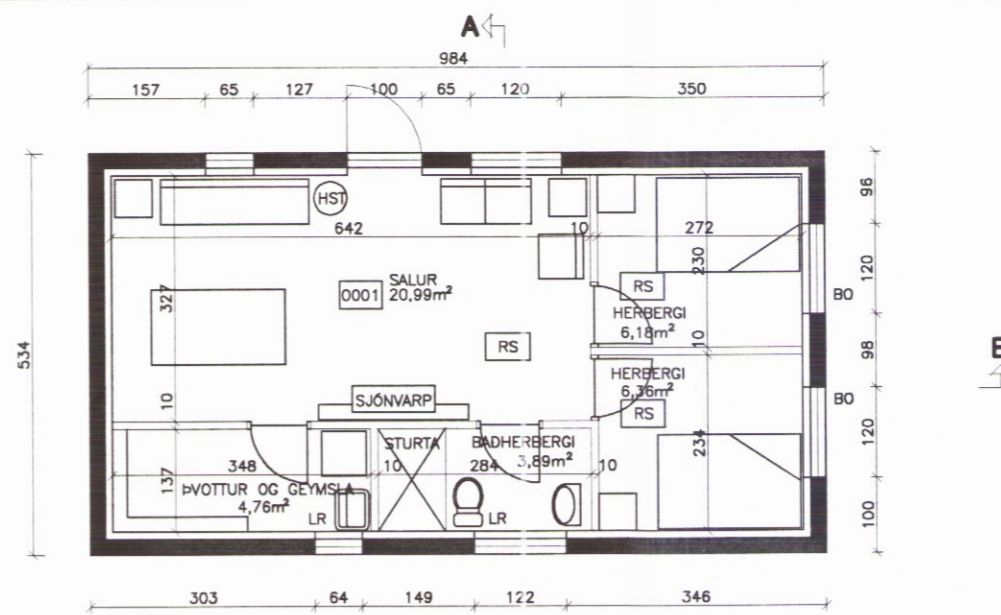 A
984
157 65 127 100 65 120 350
96
HST
642 10 272
230
120
SALUR
0001 20,99m²
327
RS
BO
HERBERGI
6,18m²
534
RS
10
98
B
HERBERGI
6,36m²
10
SJÓNVARP
RS
BO
STURTA BAÐHERBERGI
3,89m²
120
234
137
348 10 284 10
ÞVOTTUR OG GEYMSLA
4,76m²
LR LR
100
303 64 149 122 346